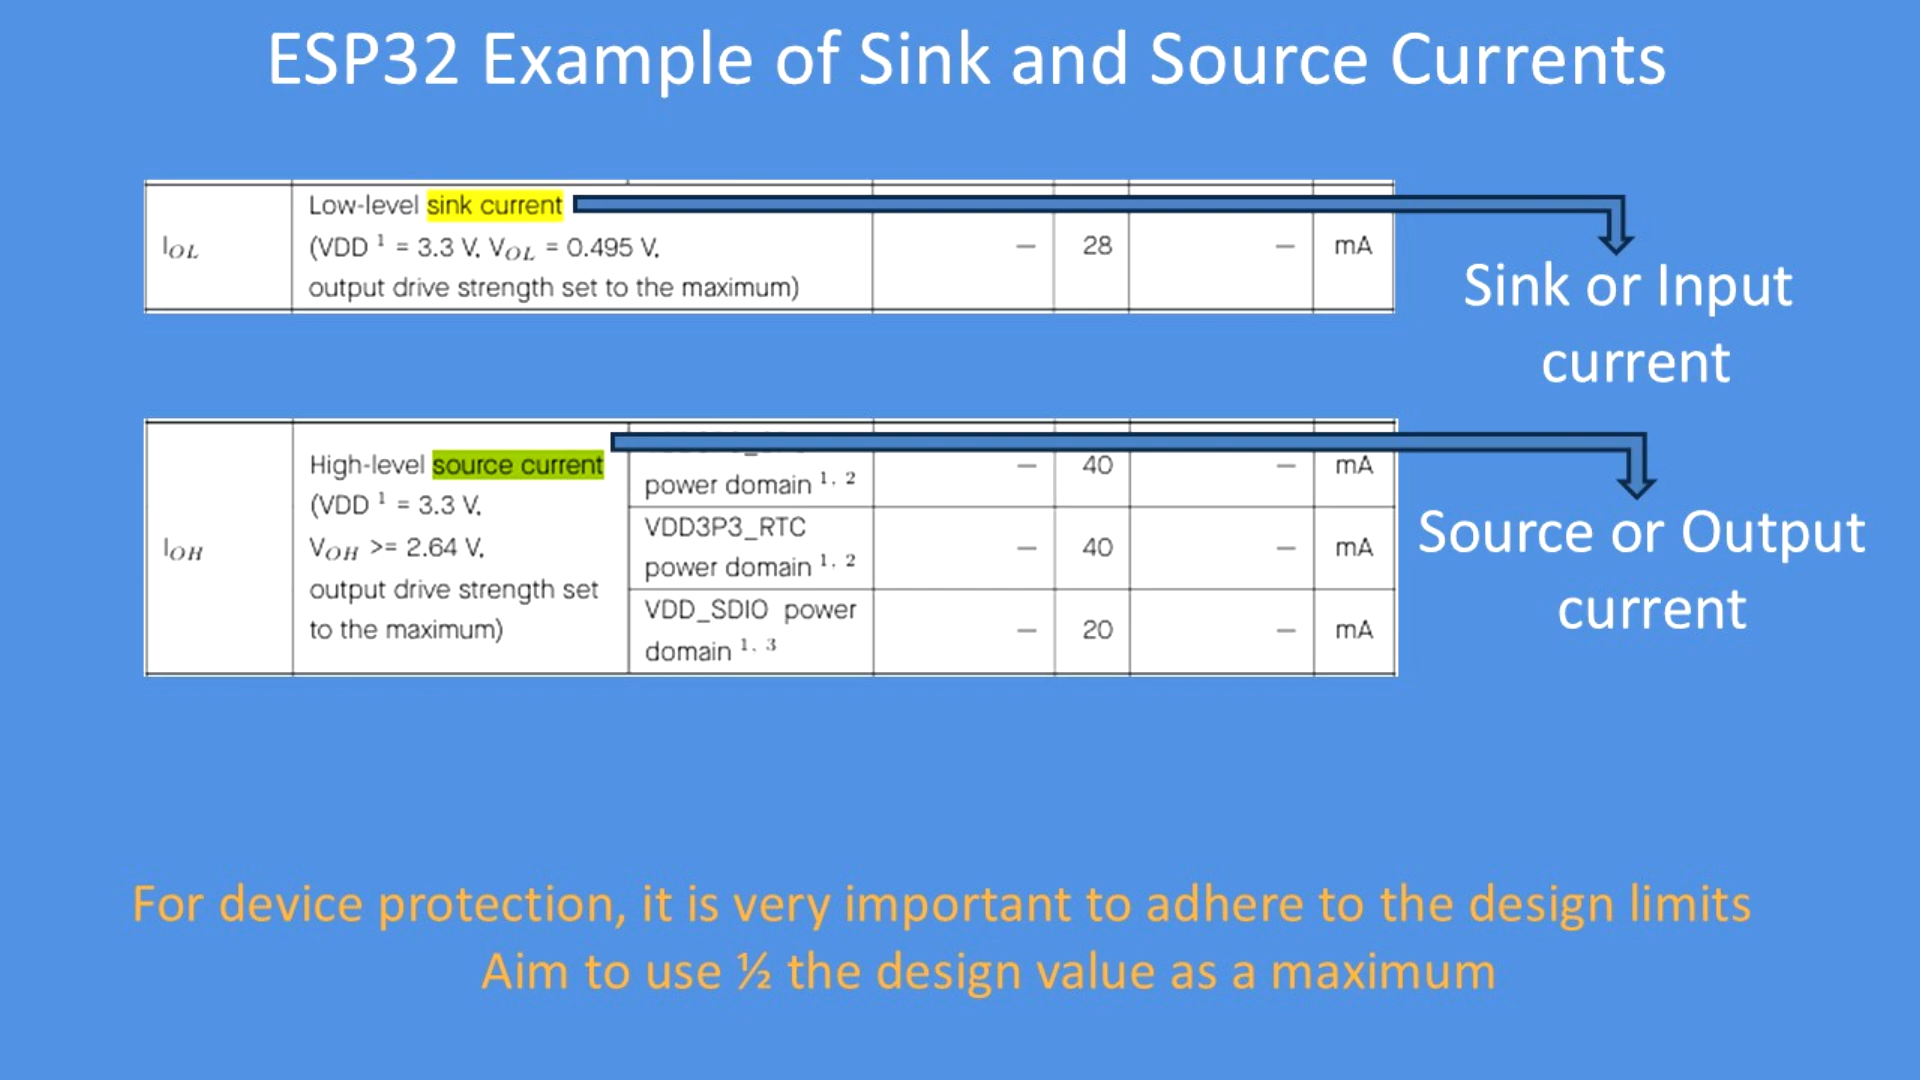 ESP32 Example of Sink and Source Currents
I_OL
Low-level sink current
(VDD ¹ = 3.3 V, V_OL = 0.495 V,
output drive strength set to the maximum)
— 28 — mA
Sink or Input
current
I_OH
High-level source current
(VDD ¹ = 3.3 V,
V_OH >= 2.64 V,
output drive strength set
to the maximum)
power domain ¹, ²
— 40 — mA
VDD3P3_RTC
power domain ¹, ²
— 40 — mA
VDD_SDIO power
domain ¹, ³
— 20 — mA
Source or Output
current
For device protection, it is very important to adhere to the design limits
Aim to use ½ the design value as a maximum